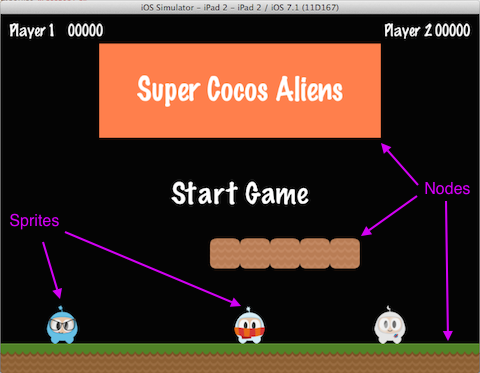 iOS Simulator – iPad 2 – iPad 2 / iOS 7.1 (11D167)
Player 1 00000
Player 2 00000
Super Cocos Aliens
Start Game
Nodes
Sprites